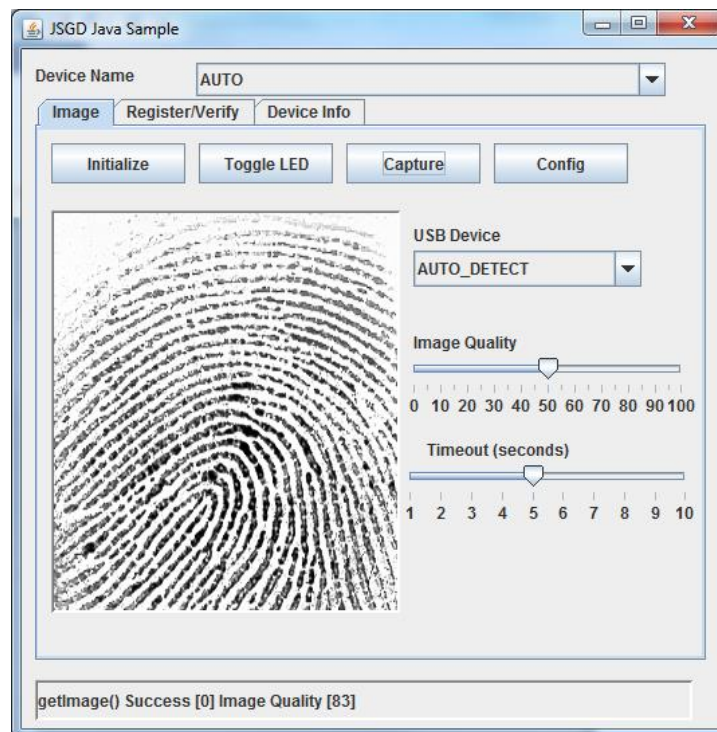 JSGD Java Sample
Device Name AUTO
Image Register/Verify Device Info
Initialize Toggle LED Capture Config
USB Device
AUTO_DETECT
Image Quality
0 10 20 30 40 50 60 70 80 90 100
Timeout (seconds)
1 2 3 4 5 6 7 8 9 10
getImage() Success [0] Image Quality [83]